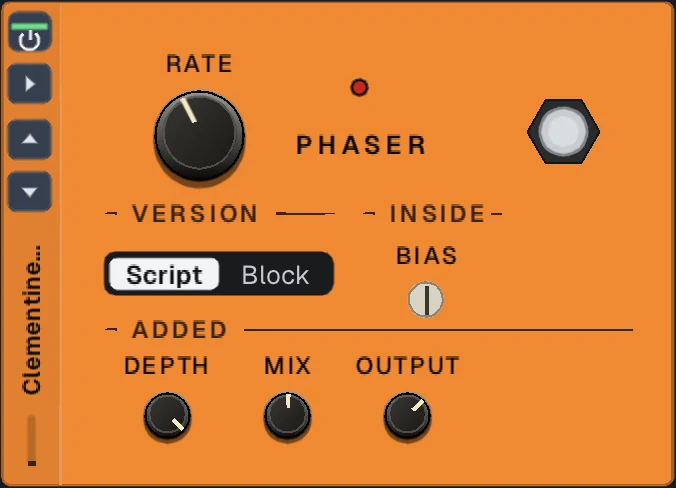 RATE
PHASER
VERSION
INSIDE
BIAS
Script
Block
ADDED
DEPTH
MIX
OUTPUT
Clementine...